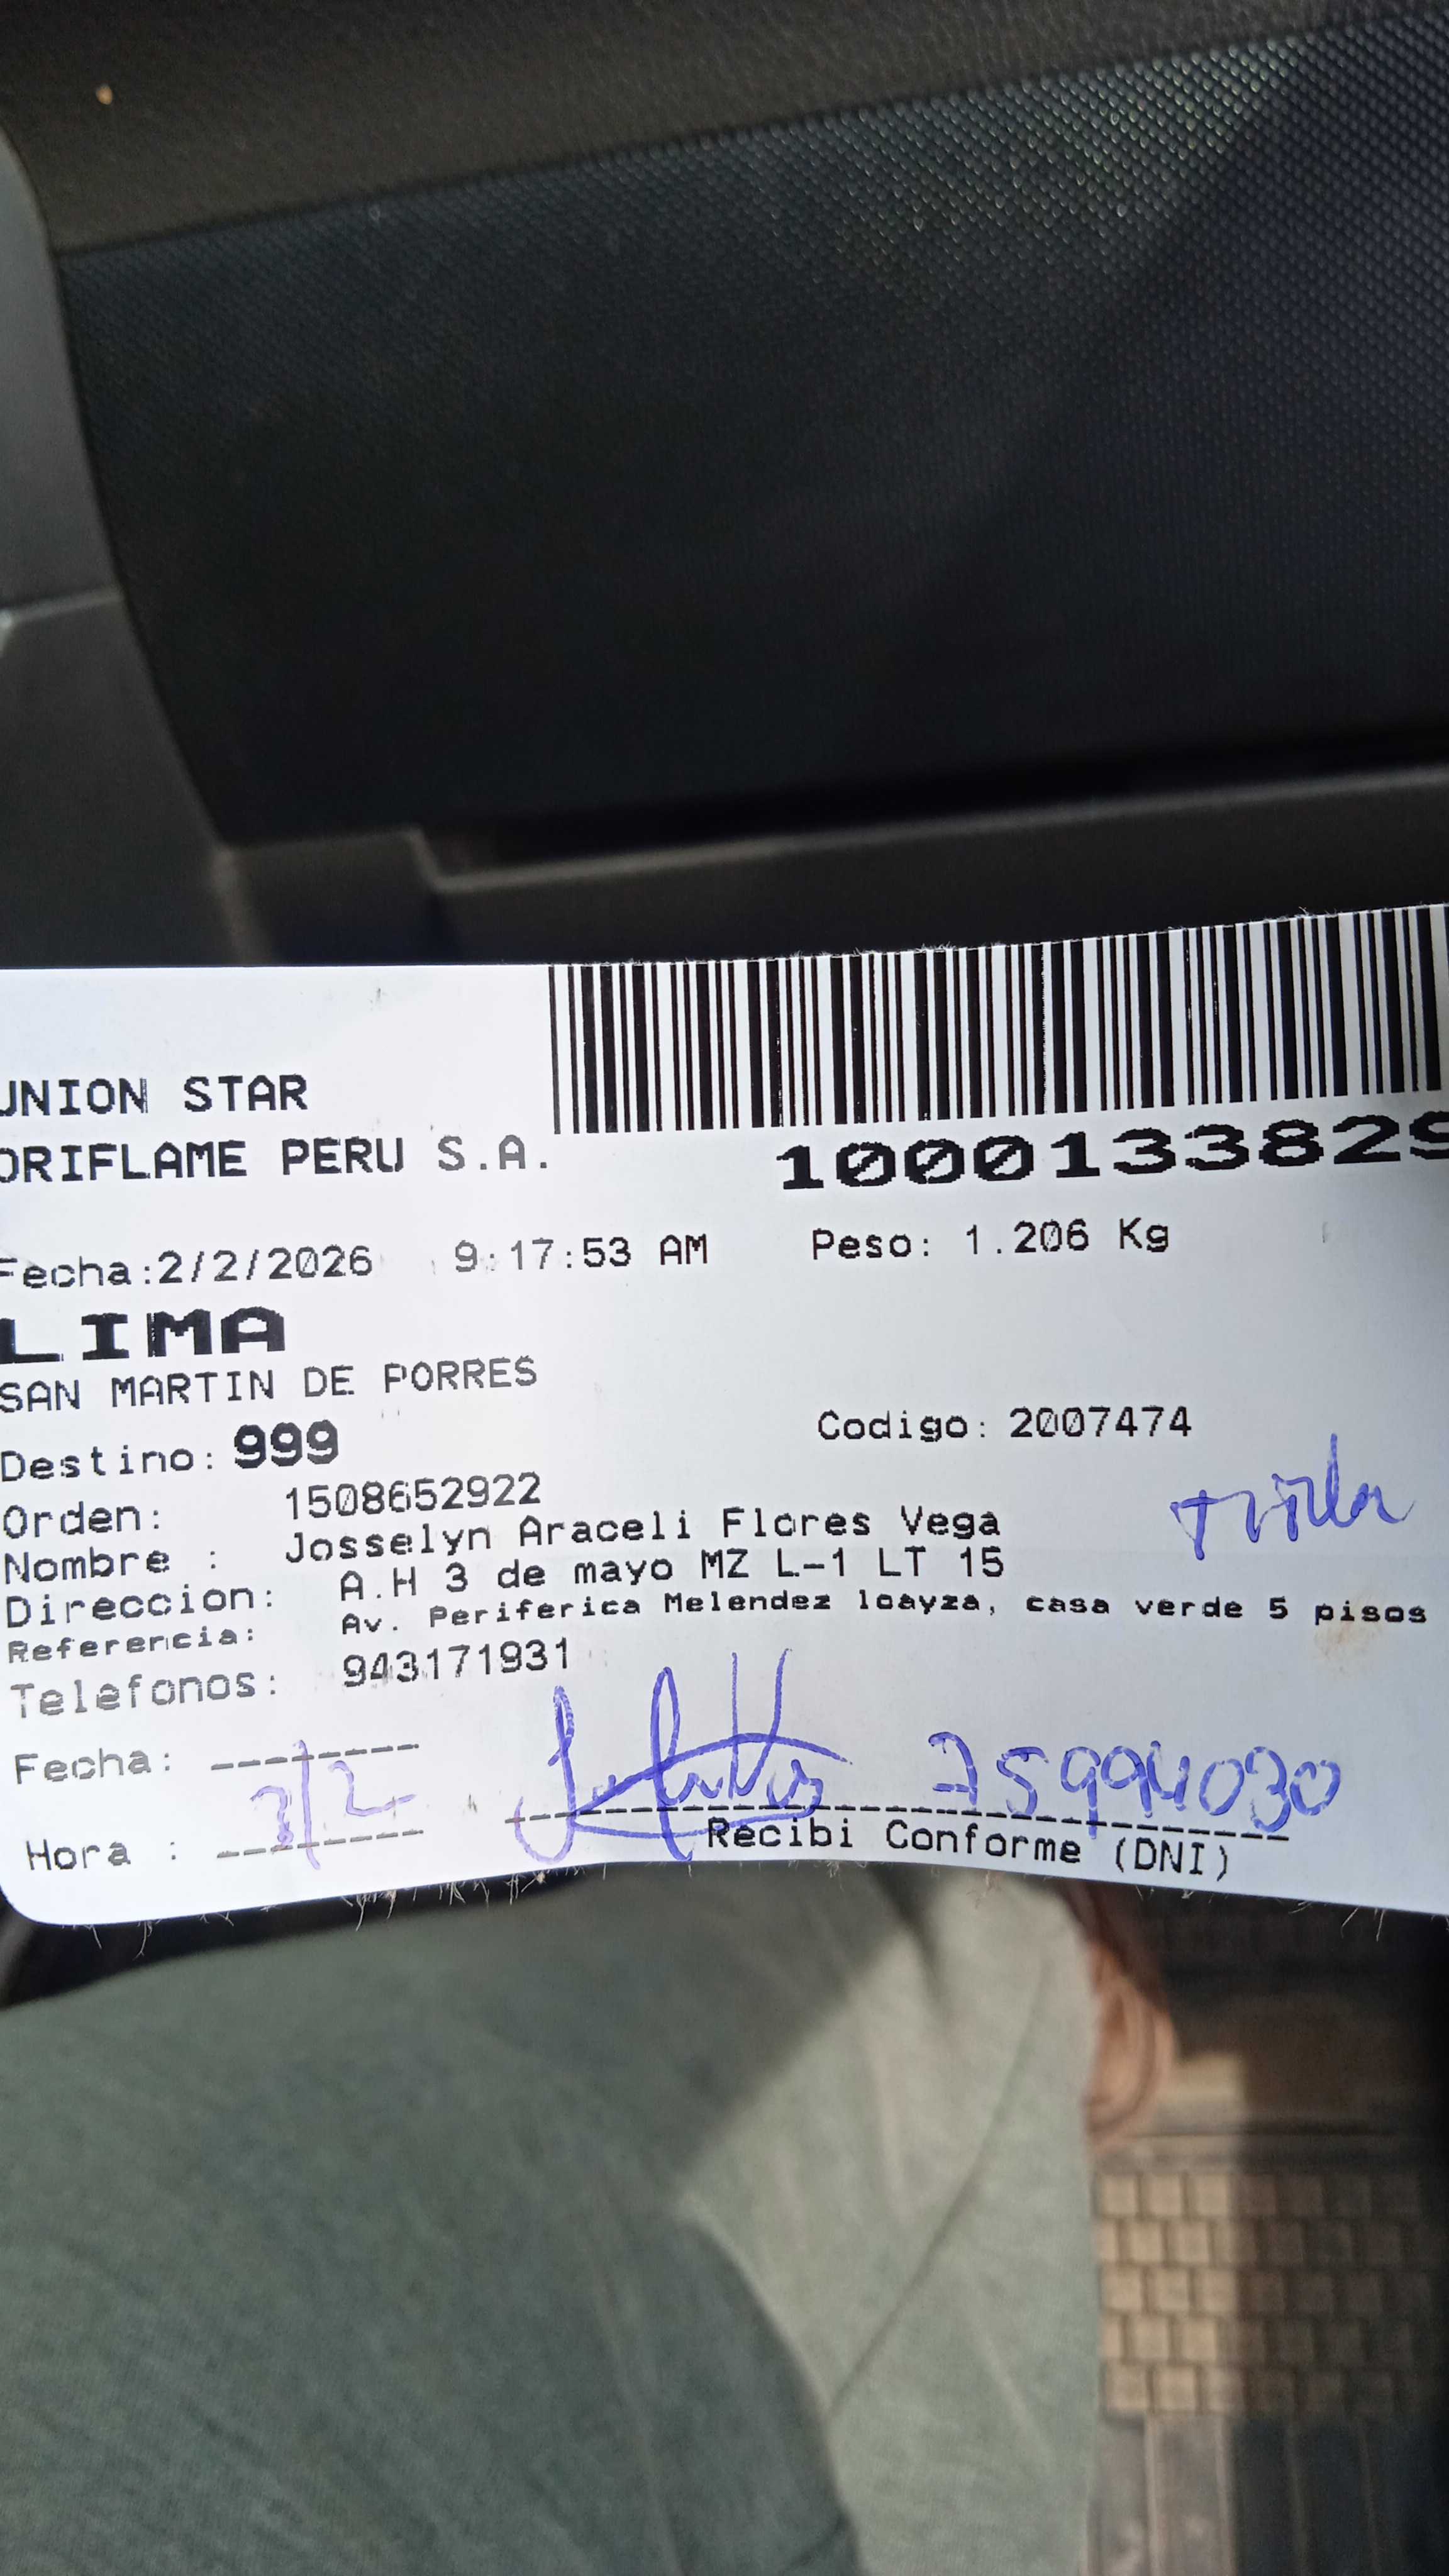 UNION STAR
ORIFLAME PERU S.A.
1000133829
Fecha:2/2/2026 9:17:53 AM Peso: 1.206 Kg
LIMA
SAN MARTIN DE PORRES
Destino: 999 Codigo: 2007474
Orden: 1508652922
Nombre : Josselyn Araceli Flores Vega
Direccion: A.H 3 de mayo MZ L-1 LT 15
Referencia: Av. Periferica Melendez loayza, casa verde 5 pisos
Telefonos: 943171931
Fecha: 3/2
75994030
Hora :
Recibi Conforme (DNI)